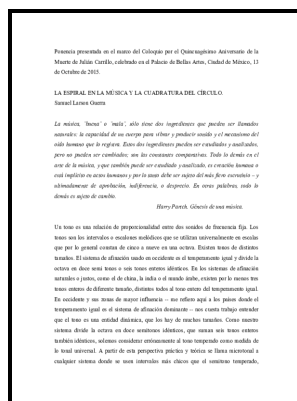 Ponencia presentada en el marco del Coloquio por el Quincuagésimo Aniversario de la
Muerte de Julián Carrillo, celebrado en el Palacio de Bellas Artes, Ciudad de México, 13
de Octubre de 2015.
LA ESPIRAL EN LA MÚSICA Y LA CUADRATURA DEL CÍRCULO.
Samuel Larson Guerra
La música, ¨buena¨ o ¨mala¨, sólo tiene dos ingredientes que pueden ser llamados
naturales: la capacidad de un cuerpo para vibrar y producir sonido y el mecanismo del
oído humano que lo registra. Estos dos ingredientes pueden ser estudiados y analizados,
pero no pueden ser cambiados; son las constantes comparativas. Todo lo demás en el
arte de la música, y que también puede ser estudiado y analizado, es creación humana o
está implícito en actos humanos y por lo tanto debe ser sujeto del más fiero escrutinio – y
ultimadamente de aprobación, indiferencia, o desprecio. En otras palabras, todo lo
demás es sujeto de cambio.
Harry Partch. Génesis de una música.
Un tono es una relación de proporcionalidad entre dos sonidos de frecuencia fija. Los
tonos son los intervalos o escalones melódicos que se utilizan universalmente en escalas
que por lo general constan de cinco a nueve en una octava. Existen tonos de distintos
tamaños. El sistema de afinación usado en occidente es el temperamento igual y divide la
octava en doce semi tonos o seis tonos enteros idénticos. En los sistemas de afinación
naturales o justos, como el de china, la india o el mundo árabe, existen por lo menos tres
tonos enteros de diferente tamaño, distintos todos al tono entero del temperamento igual.
En occidente y sus zonas de mayor influencia – me refiero aquí a los países donde el
temperamento igual es el sistema de afinación dominante – nos cuesta trabajo entender
que el tono es una entidad dinámica, que los hay de muchos tamaños. Como nuestro
sistema divide la octava en doce semitonos idénticos, que suman seis tonos enteros
también idénticos, solemos considerar erróneamente al tono temperado como medida de
lo tonal universal. A partir de esta perspectiva práctica y teórica se llama microtonal a
cualquier sistema donde se usen intervalos más chicos que el semitono temperado,